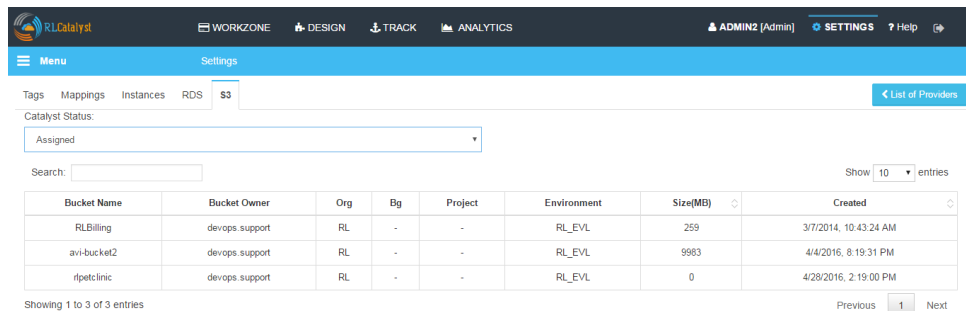 RLCatalyst WORKZONE DESIGN TRACK ANALYTICS ADMIN2 [Admin] SETTINGS ? Help
Menu Settings
Tags Mappings Instances RDS S3 List of Providers
Catalyst Status:
Assigned
Search: Show 10 entries
Bucket Name Bucket Owner Org Bg Project Environment Size(MB) Created
RLBilling devops.support RL - - RL_EVL 259 3/7/2014, 10:43:24 AM
avi-bucket2 devops.support RL - - RL_EVL 9983 4/4/2016, 8:19:31 PM
rlpetclinic devops.support RL - - RL_EVL 0 4/28/2016, 2:19:00 PM
Showing 1 to 3 of 3 entries Previous 1 Next